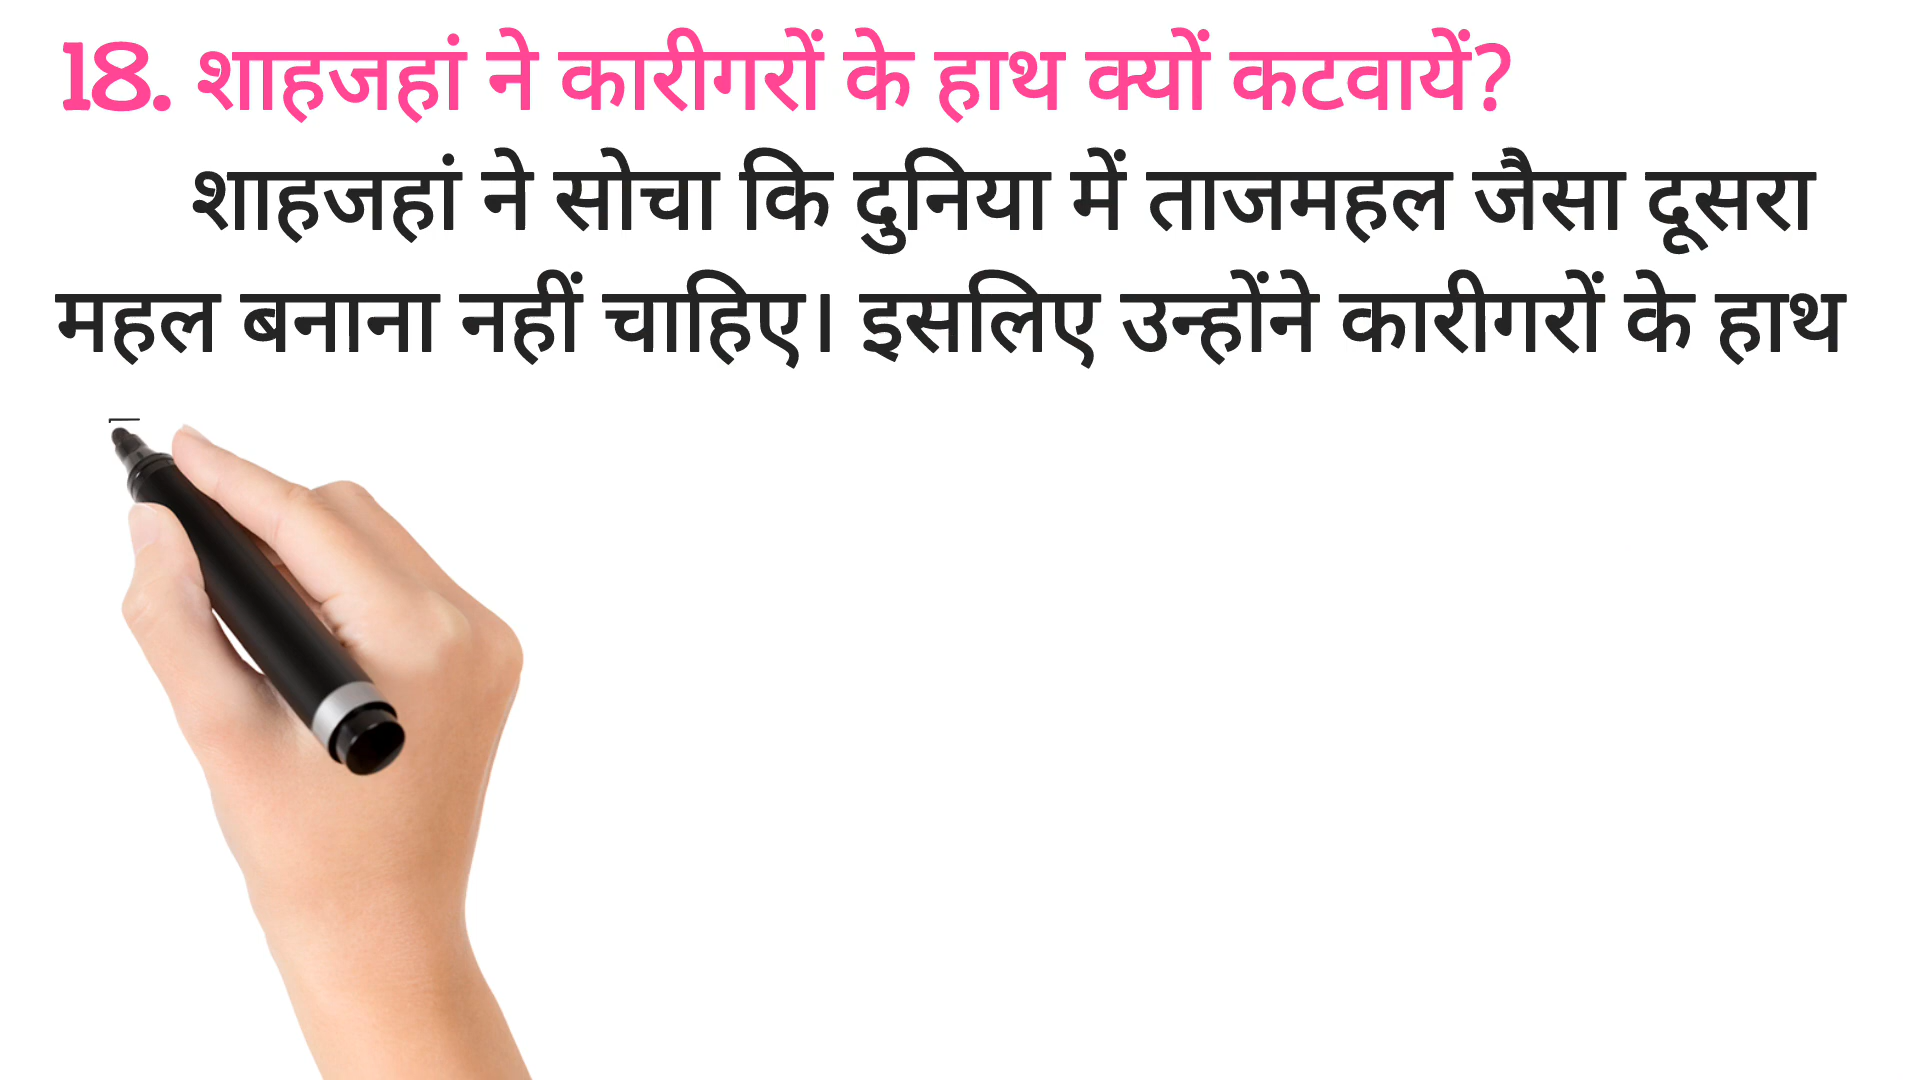 18. शाहजहां ने कारीगरों के हाथ क्यों कटवायें?
शाहजहां ने सोचा कि दुनिया में ताजमहल जैसा दूसरा
महल बनाना नहीं चाहिए। इसलिए उन्होंने कारीगरों के हाथ